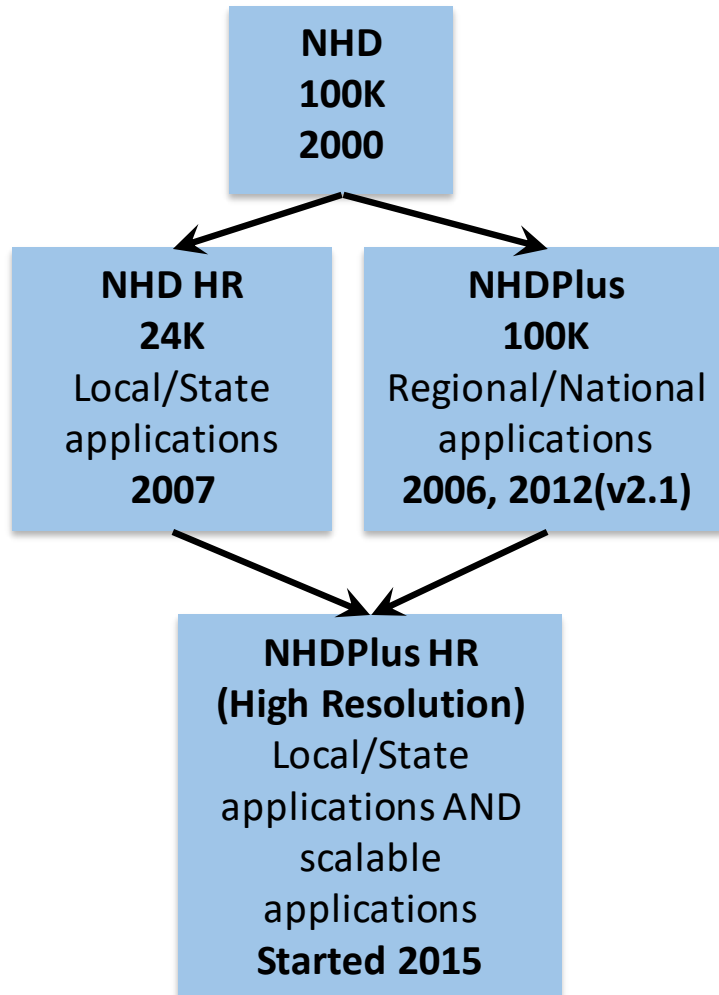 NHD
100K
2000
NHD HR
24K
Local/State
applications
2007
NHDPlus
100K
Regional/National
applications
2006, 2012(v2.1)
NHDPlus HR
(High Resolution)
Local/State
applications AND
scalable
applications
Started 2015